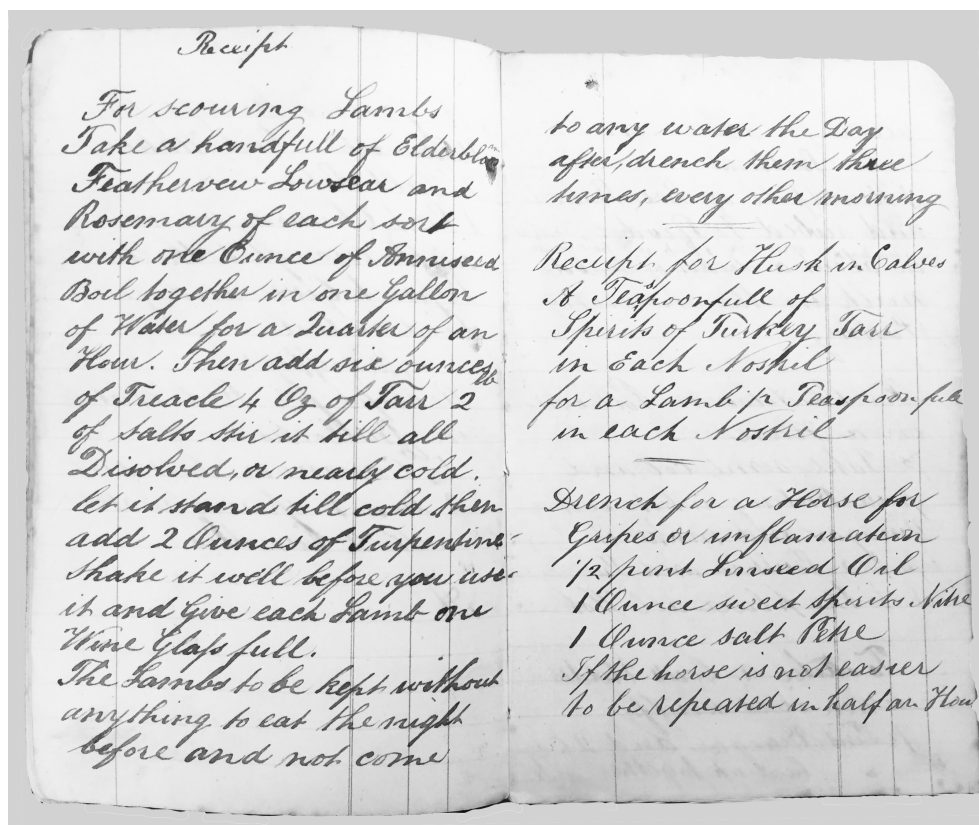 Receipt
For scouring Lambs
Take a handfull of Elderblom
Feathervew Lowsear and
Rosemary of each sort
with one Ounce of Anniseed
Boil together in one Gallon
of Water for a Quarter of an
Hour. Then add six ounces
of Treacle 4 Oz of Tarr 2 lb
of salts stir it till all
Disolved, or nearly cold.
let it stand till cold then
add 2 Ounces of Turpentine
shake it well before you use
it and Give each Lamb one
Wine Glass full.
The Lambs to be kept without
anything to eat the night
before and not come
to any water the Day
after, drench them three
times, every other morning
Receipt for Husk in Calves
A Teaspoonfull of
Spirits of Turkey Tarr
in Each Nostril
for a Lamb 1/2 Teaspoonfull
in each Nostril
Drench for a Horse for
Gripes or imflamation
1/2 pint Linseed Oil
1 Ounce sweet spirits Nitre
1 Ounce salt Petre
If the horse is not easier
to be repeated in half an Hour